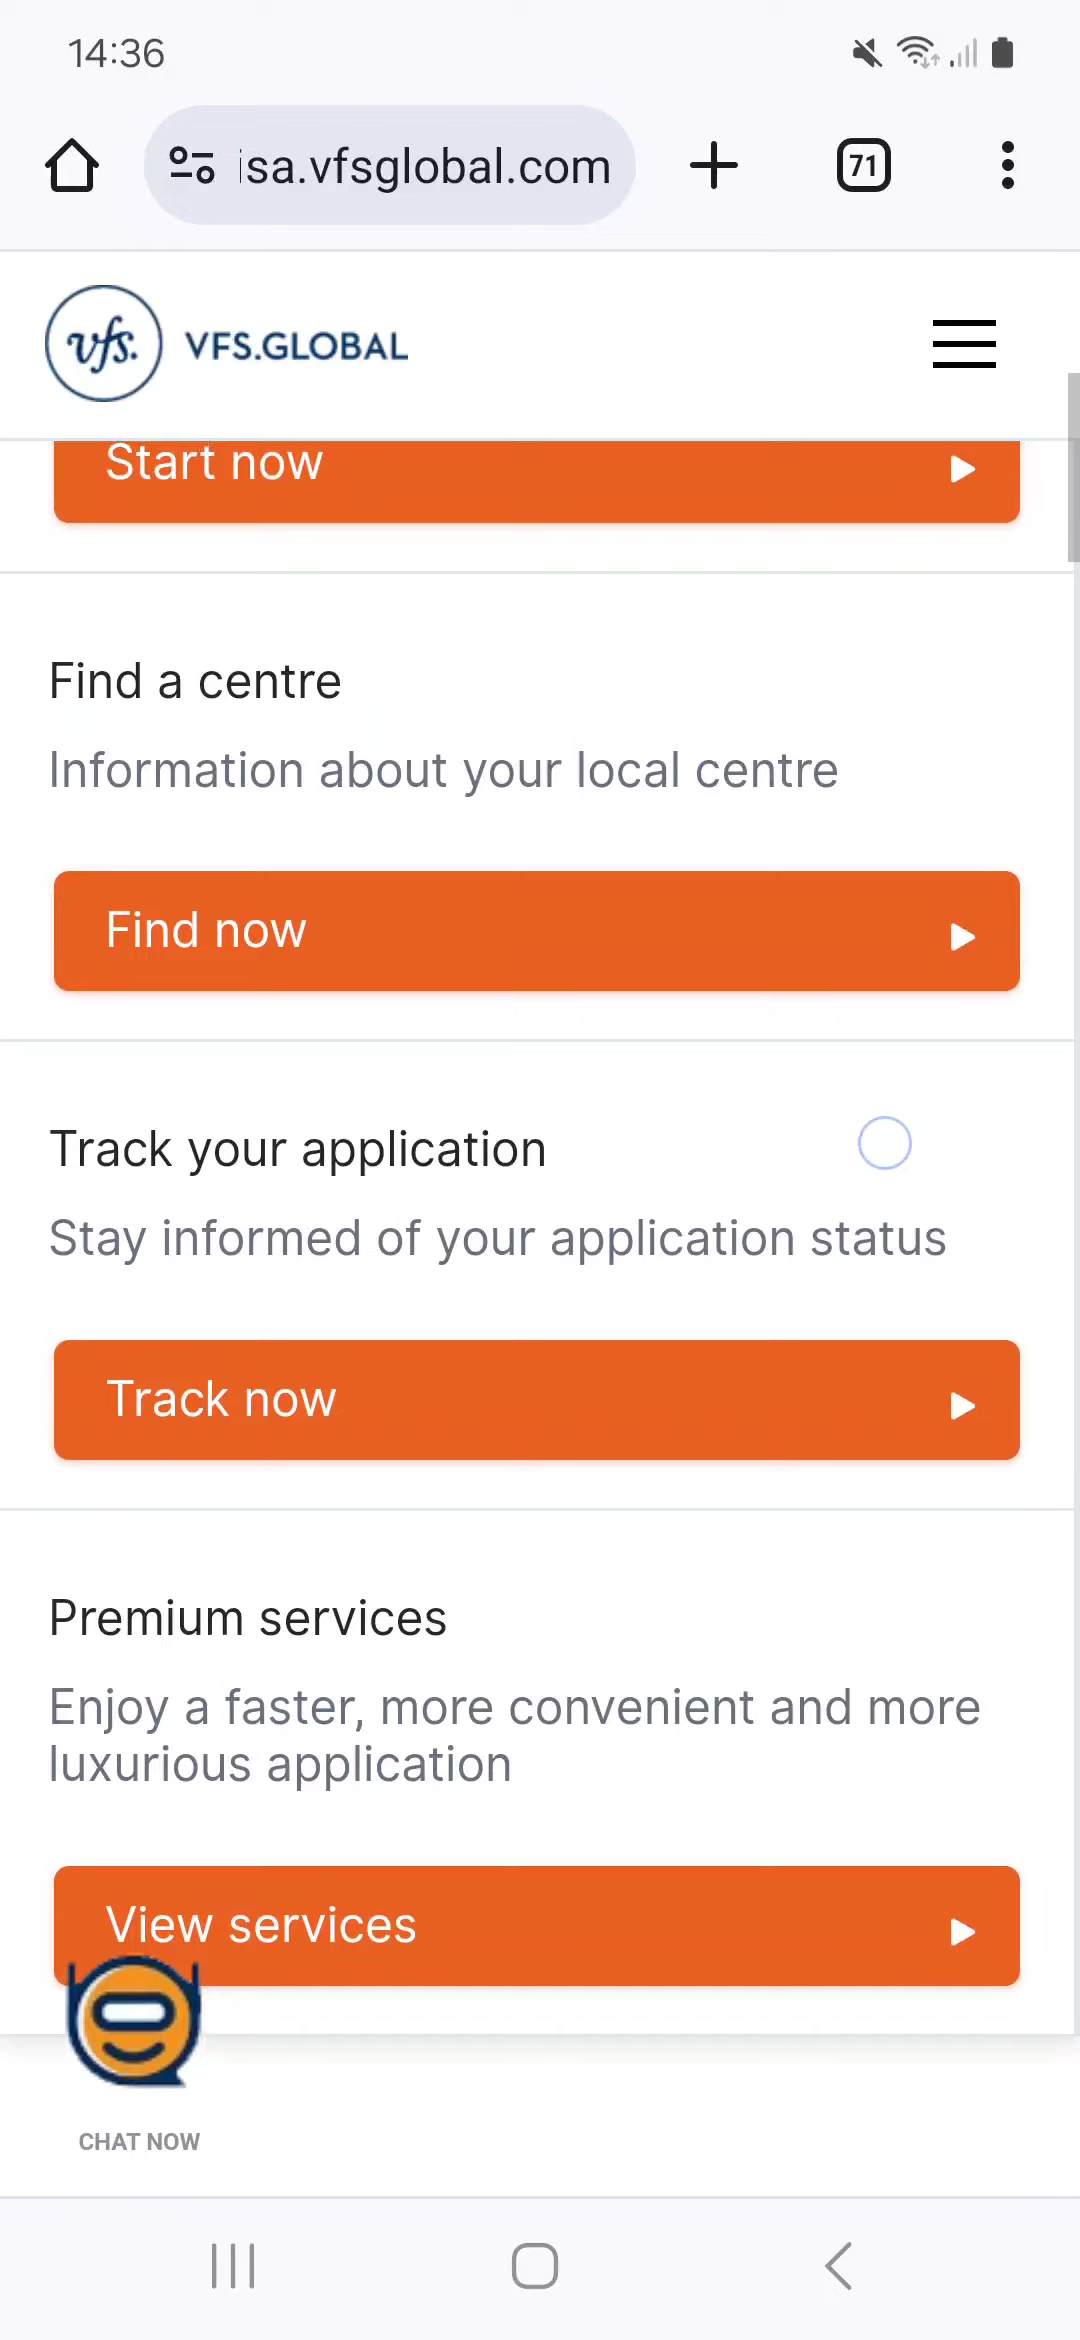 14:36
isa.vfsglobal.com
71
vfs.
VFS.GLOBAL
Start now
Find a centre
Information about your local centre
Find now
Track your application
Stay informed of your application status
Track now
Premium services
Enjoy a faster, more convenient and more
luxurious application
View services
CHAT NOW